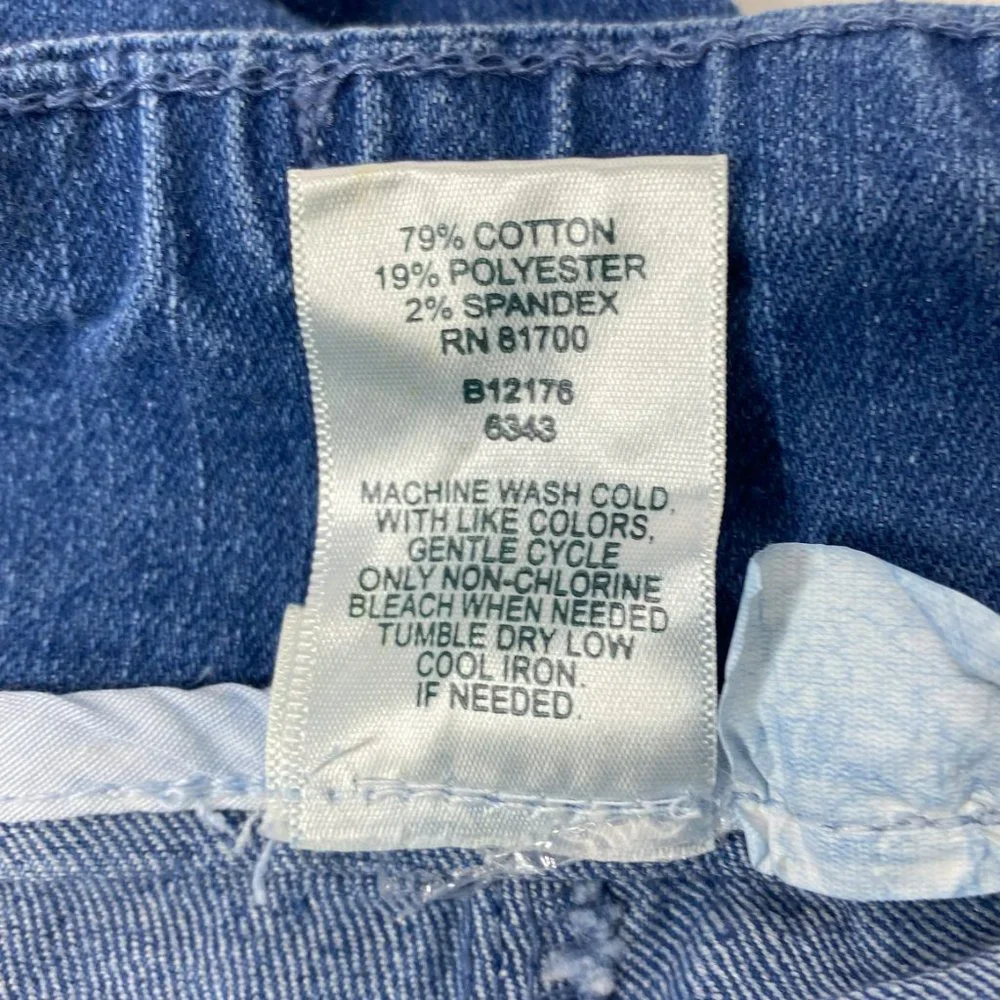 79% COTTON
19% POLYESTER
2% SPANDEX
RN 81700
B12176
6343
MACHINE WASH COLD,
WITH LIKE COLORS,
GENTLE CYCLE
ONLY NON-CHLORINE
BLEACH WHEN NEEDED
TUMBLE DRY LOW
COOL IRON.
IF NEEDED.